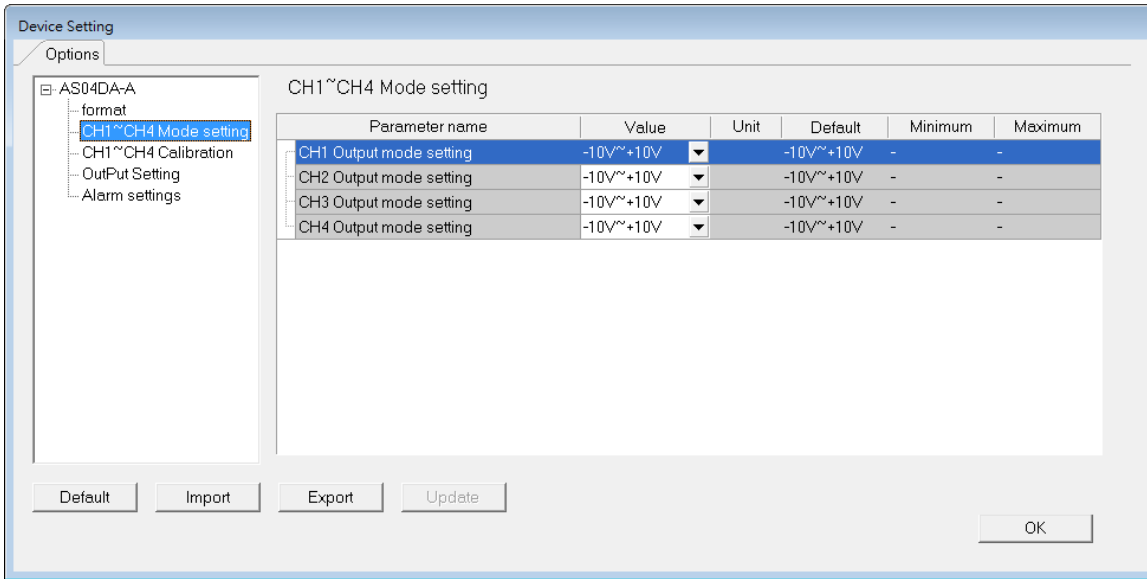 Device Setting
Options
AS04DA-A
format
CH1~CH4 Mode setting
CH1~CH4 Calibration
OutPut Setting
Alarm settings
CH1~CH4 Mode setting
Parameter name Value Unit Default Minimum Maximum
CH1 Output mode setting -10V~+10V -10V~+10V - -
CH2 Output mode setting -10V~+10V -10V~+10V - -
CH3 Output mode setting -10V~+10V -10V~+10V - -
CH4 Output mode setting -10V~+10V -10V~+10V - -
Default Import Export Update
OK